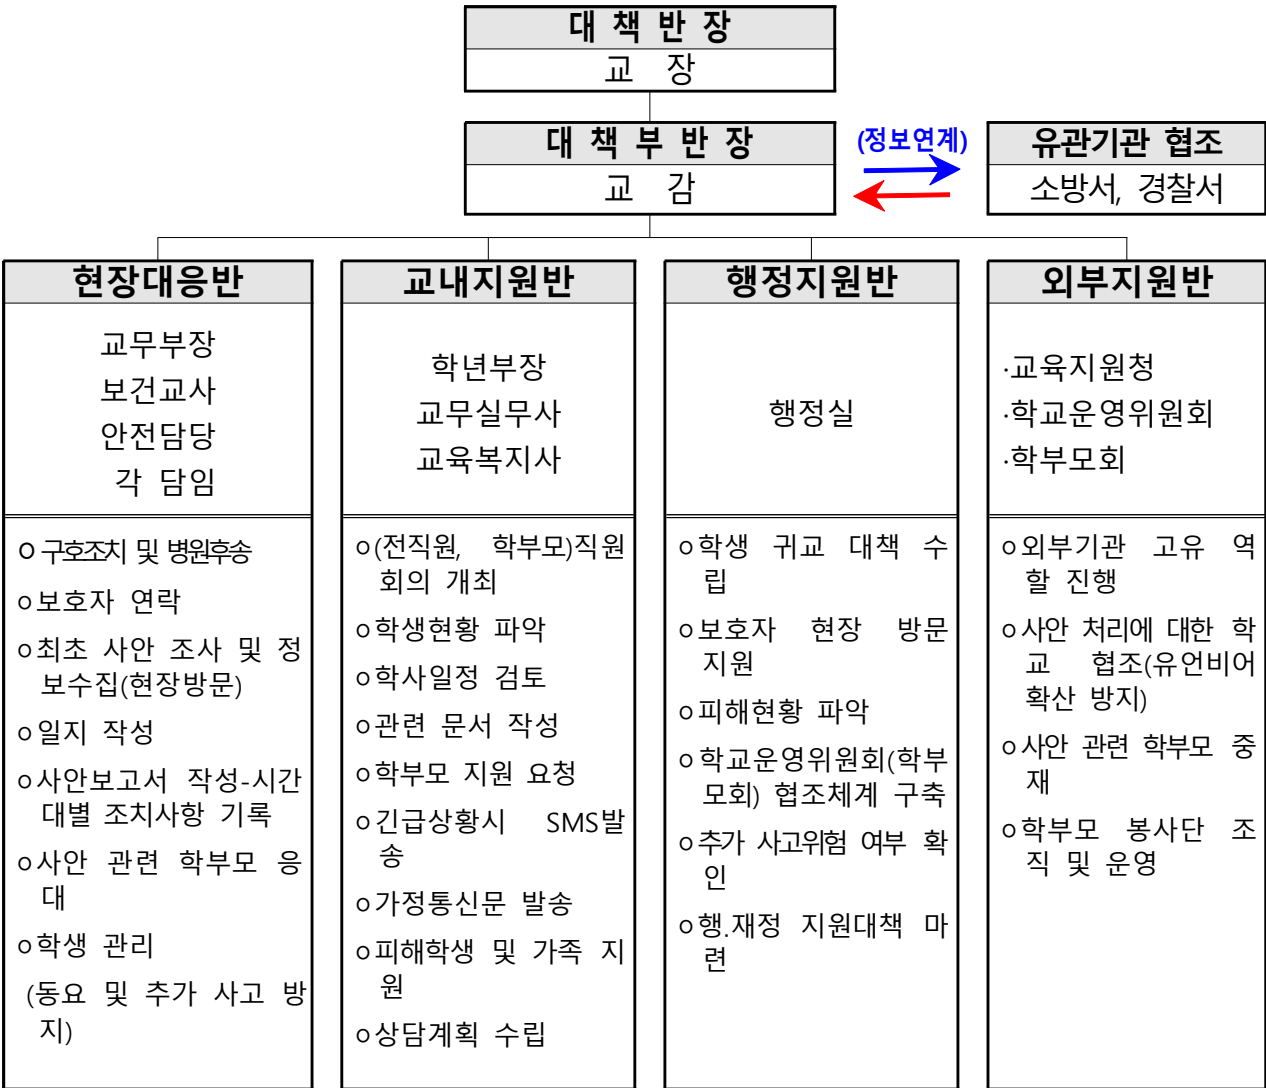 대 책 반 장
교 장
대 책 부 반 장
교 감
(정보연계)
유관기관 협조
소방서, 경찰서
현장대응반
교무부장
보건교사
안전담당
각 담임
ㅇ구호조치 및 병원후송
ㅇ보호자 연락
ㅇ최초 사안 조사 및 정
보수집(현장방문)
ㅇ일지 작성
ㅇ사안보고서 작성-시간
대별 조치사항 기록
ㅇ사안 관련 학부모 응
대
ㅇ학생 관리
(동요 및 추가 사고 방
지)
교내지원반
학년부장
교무실무사
교육복지사
ㅇ(전직원, 학부모)직원
회의 개최
ㅇ학생현황 파악
ㅇ학사일정 검토
ㅇ관련 문서 작성
ㅇ학부모 지원 요청
ㅇ긴급상황시 SMS발
송
ㅇ가정통신문 발송
ㅇ피해학생 및 가족 지
원
ㅇ상담계획 수립
행정지원반
행정실
ㅇ학생 귀교 대책 수
립
ㅇ보호자 현장 방문
지원
ㅇ피해현황 파악
ㅇ학교운영위원회(학부
모회) 협조체계 구축
ㅇ추가 사고위험 여부 확
인
ㅇ행.재정 지원대책 마
련
외부지원반
·교육지원청
·학교운영위원회
·학부모회
ㅇ외부기관 고유 역
할 진행
ㅇ사안 처리에 대한 학
교 협조(유언비어
확산 방지)
ㅇ사안 관련 학부모 중
재
ㅇ학부모 봉사단 조
직 및 운영